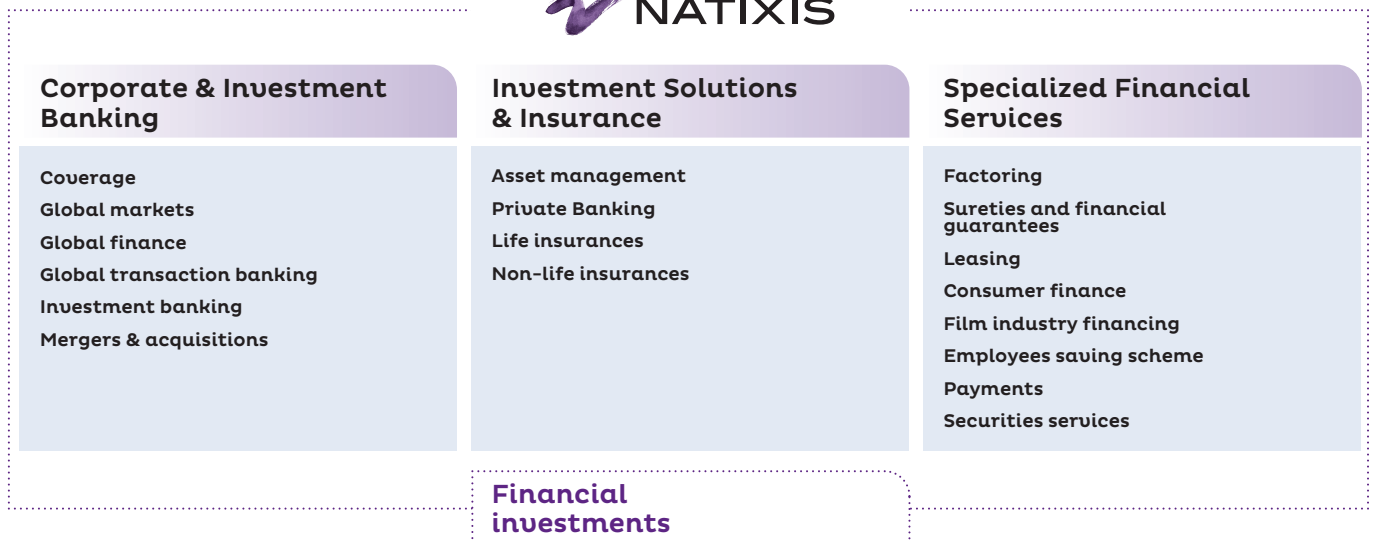 NATIXIS
Corporate & Investment
Banking
Coverage
Global markets
Global finance
Global transaction banking
Investment banking
Mergers & acquisitions
Investment Solutions
& Insurance
Asset management
Private Banking
Life insurances
Non-life insurances
Specialized Financial
Services
Factoring
Sureties and financial
guarantees
Leasing
Consumer finance
Film industry financing
Employees saving scheme
Payments
Securities services
Financial
investments